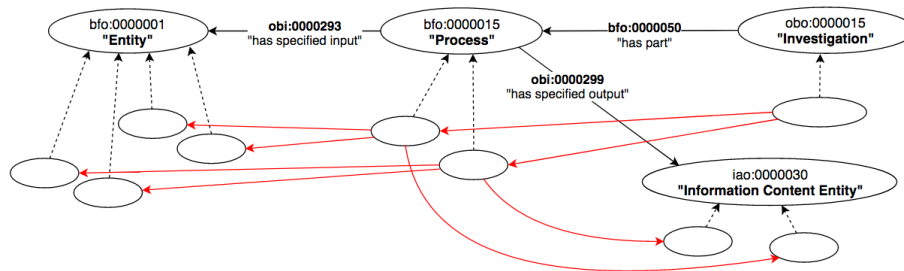 bfo:0000001
"Entity"
obi:0000293
"has specified input"
bfo:0000015
"Process"
bfo:0000050
"has part"
obo:0000015
"Investigation"
obi:0000299
"has specified output"
iao:0000030
"Information Content Entity"